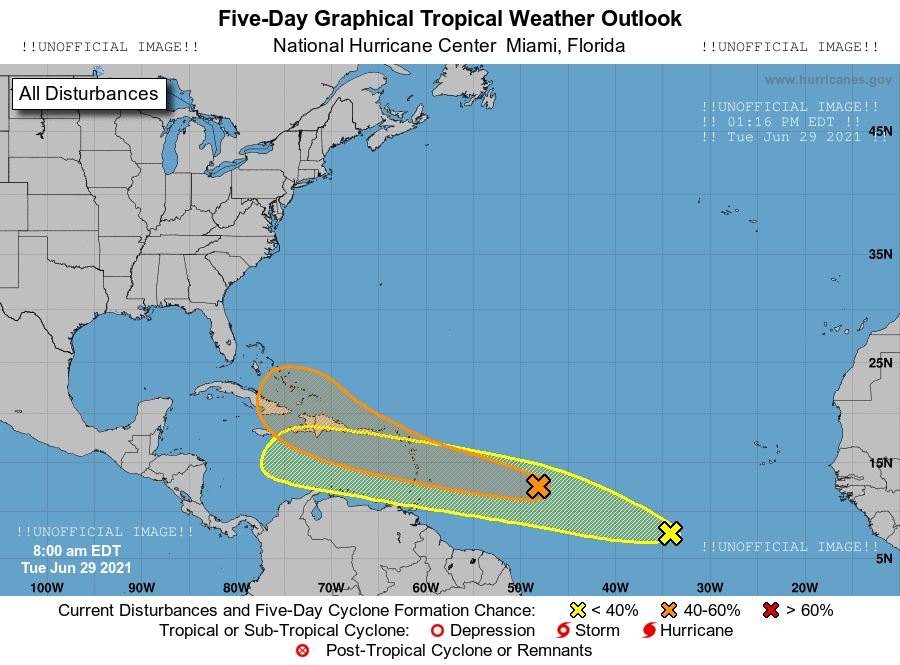 Five-Day Graphical Tropical Weather Outlook
!!UNOFFICIAL IMAGE!! National Hurricane Center Miami, Florida !!UNOFFICIAL IMAGE!!
All Disturbances
www.hurricanes.gov
!!UNOFFICIAL IMAGE!!
!! 01:16 PM EDT !!
!! Tue Jun 29 2021 !!
45N
35N
25N
15N
!!UNOFFICIAL IMAGE!!
8:00 am EDT
Tue Jun 29 2021
!!UNOFFICIAL IMAGE!!
5N
100W 90W 80W 70W 60W 50W 40W 30W 20W
Current Disturbances and Five-Day Cyclone Formation Chance: < 40% 40-60% > 60%
Tropical or Sub-Tropical Cyclone: Depression Storm Hurricane
Post-Tropical Cyclone or Remnants